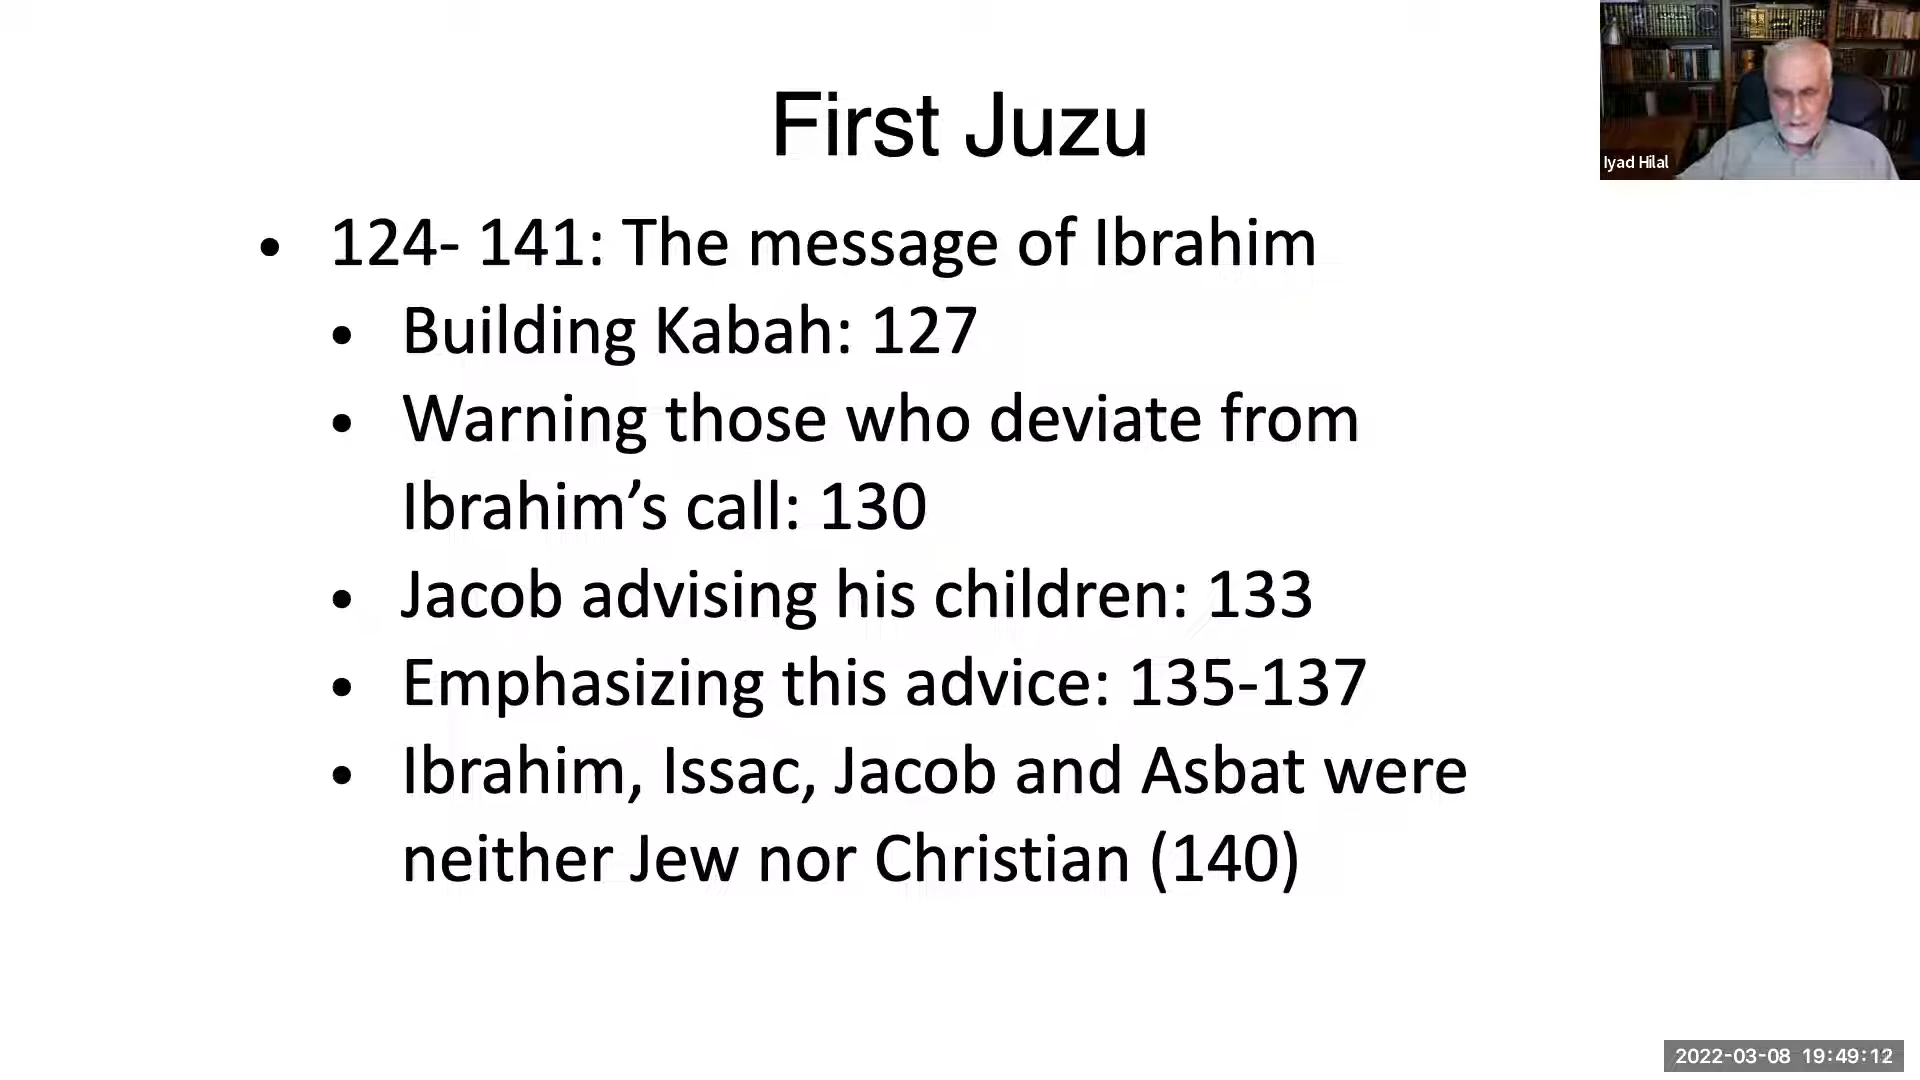 First Juzu
Iyad Hilal
• 124- 141: The message of Ibrahim
• Building Kabah: 127
• Warning those who deviate from
Ibrahim’s call: 130
• Jacob advising his children: 133
• Emphasizing this advice: 135-137
• Ibrahim, Issac, Jacob and Asbat were
neither Jew nor Christian (140)
2022-03-08 19:49:12